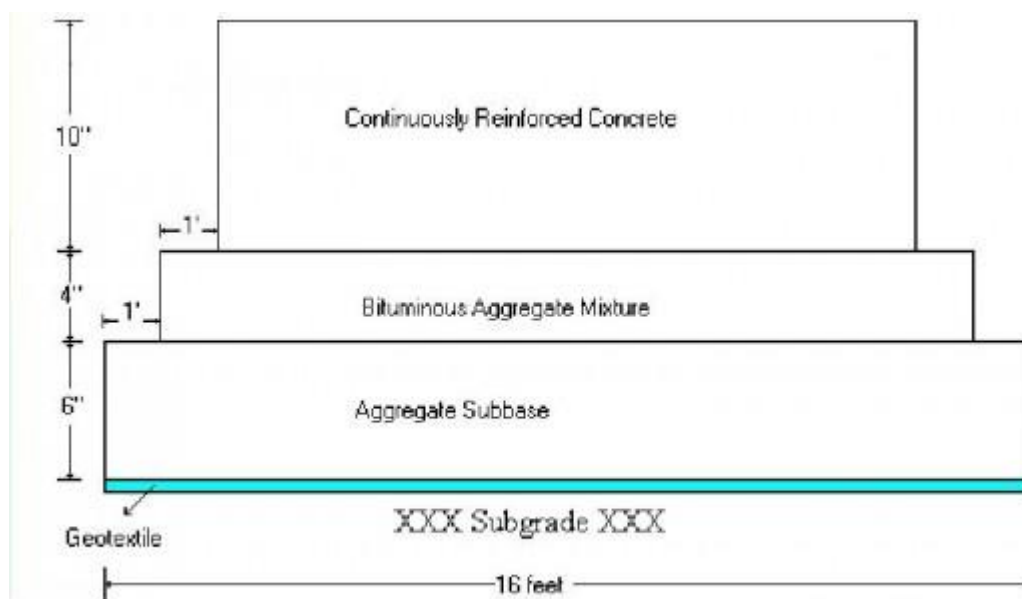 Continuously Reinforced Concrete
10"
1'
4"
Bituminous Aggregate Mixture
1'
6"
Aggregate Subbase
XXX Subgrade XXX
Geotextile
16 feet